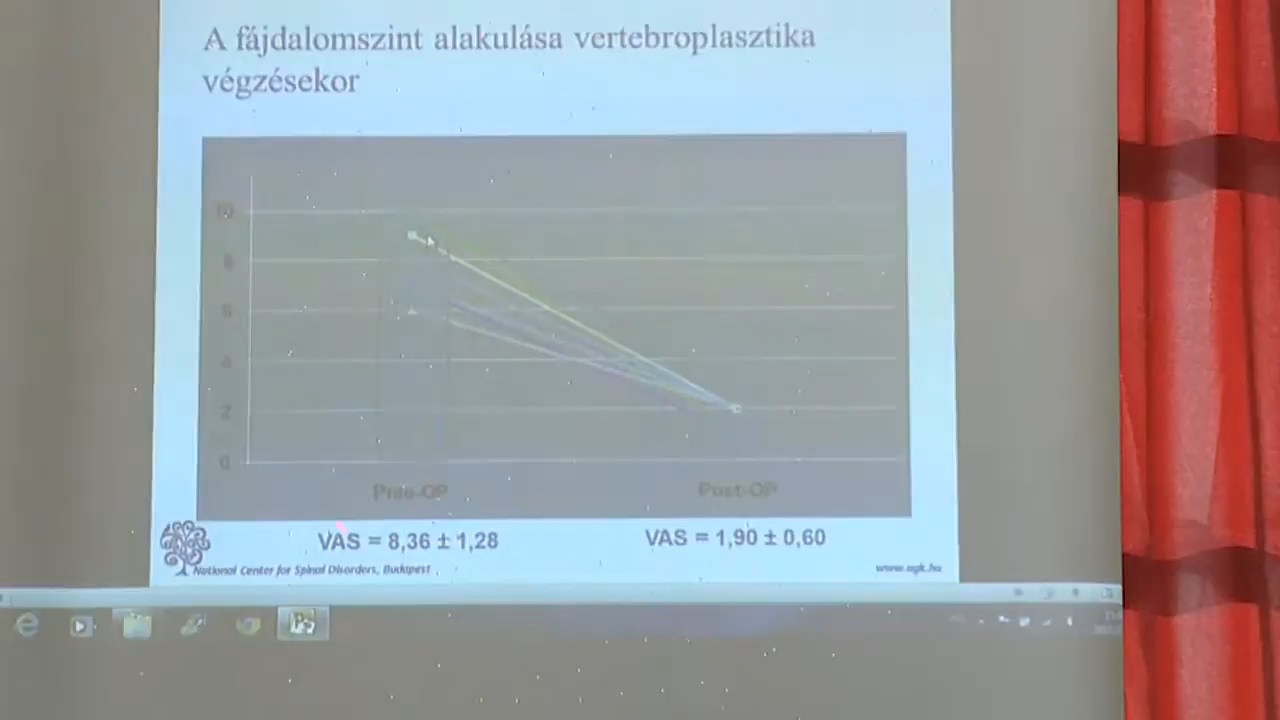 A fájdalomszint alakulása vertebroplasztika
végzésekor
10
8
6
4
2
0
Præ-OP Post-OP
VAS = 8,36 ± 1,28 VAS = 1,90 ± 0,60
National Center for Spinal Disorders, Budapest
www.ogk.hu